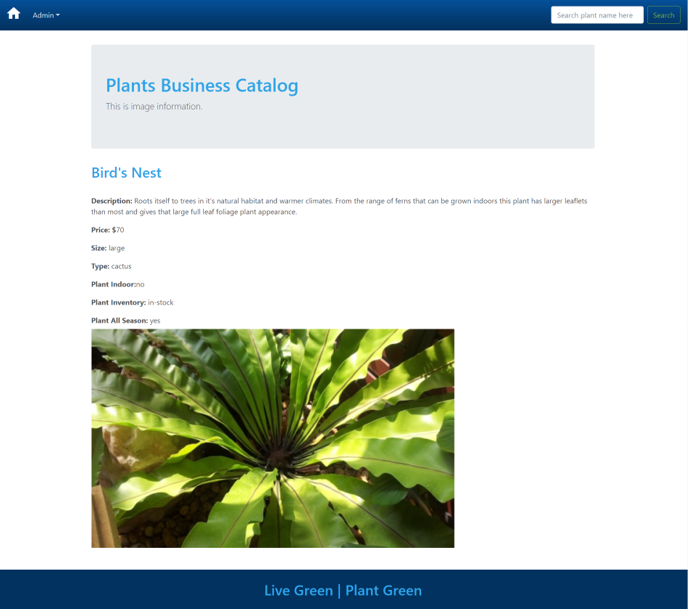 Admin
Search plant name here
Search
Plants Business Catalog
This is image information.
Bird's Nest
Description: Roots itself to trees in it's natural habitat and warmer climates. From the range of ferns that can be grown indoors this plant has larger leaflets
than most and gives that large full leaf foliage plant appearance.
Price: $70
Size: large
Type: cactus
Plant Indoor:no
Plant Inventory: in-stock
Plant All Season: yes
Live Green | Plant Green